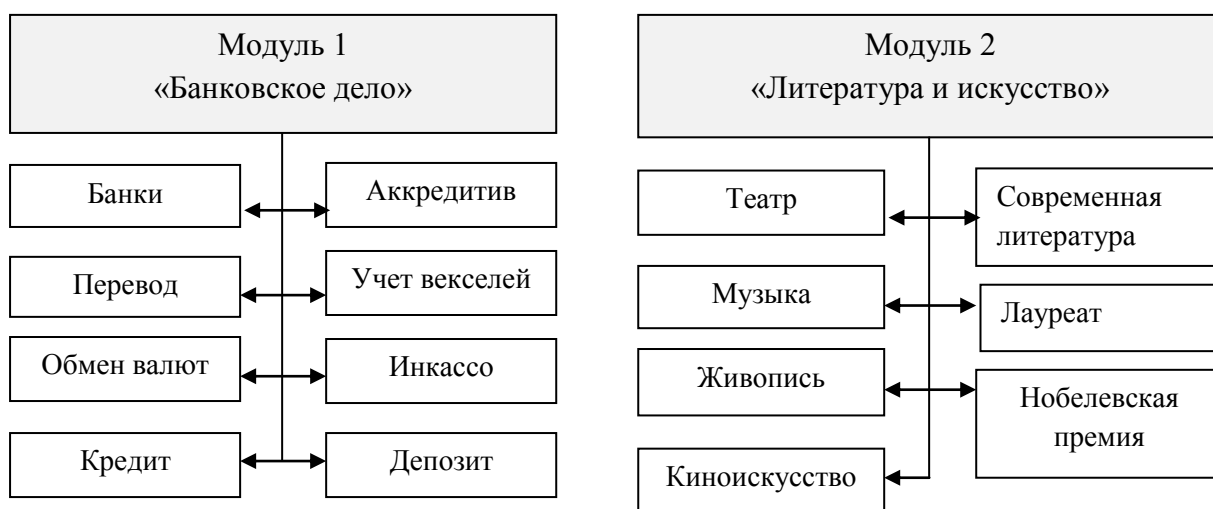 Модуль 1
«Банковское дело»
Банки
Аккредитив
Перевод
Учет векселей
Обмен валют
Инкассо
Кредит
Депозит
Модуль 2
«Литература и искусство»
Театр
Современная
литература
Музыка
Лауреат
Живопись
Нобелевская
премия
Киноискусство